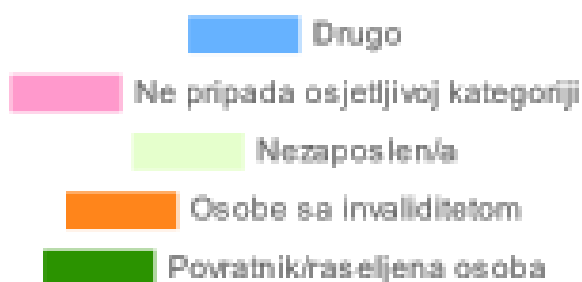 Drugo
Ne pripada osjetljivoj kategoriji
Nezaposlen/a
Osobe sa invaliditetom
Povratnik/raseljena osoba